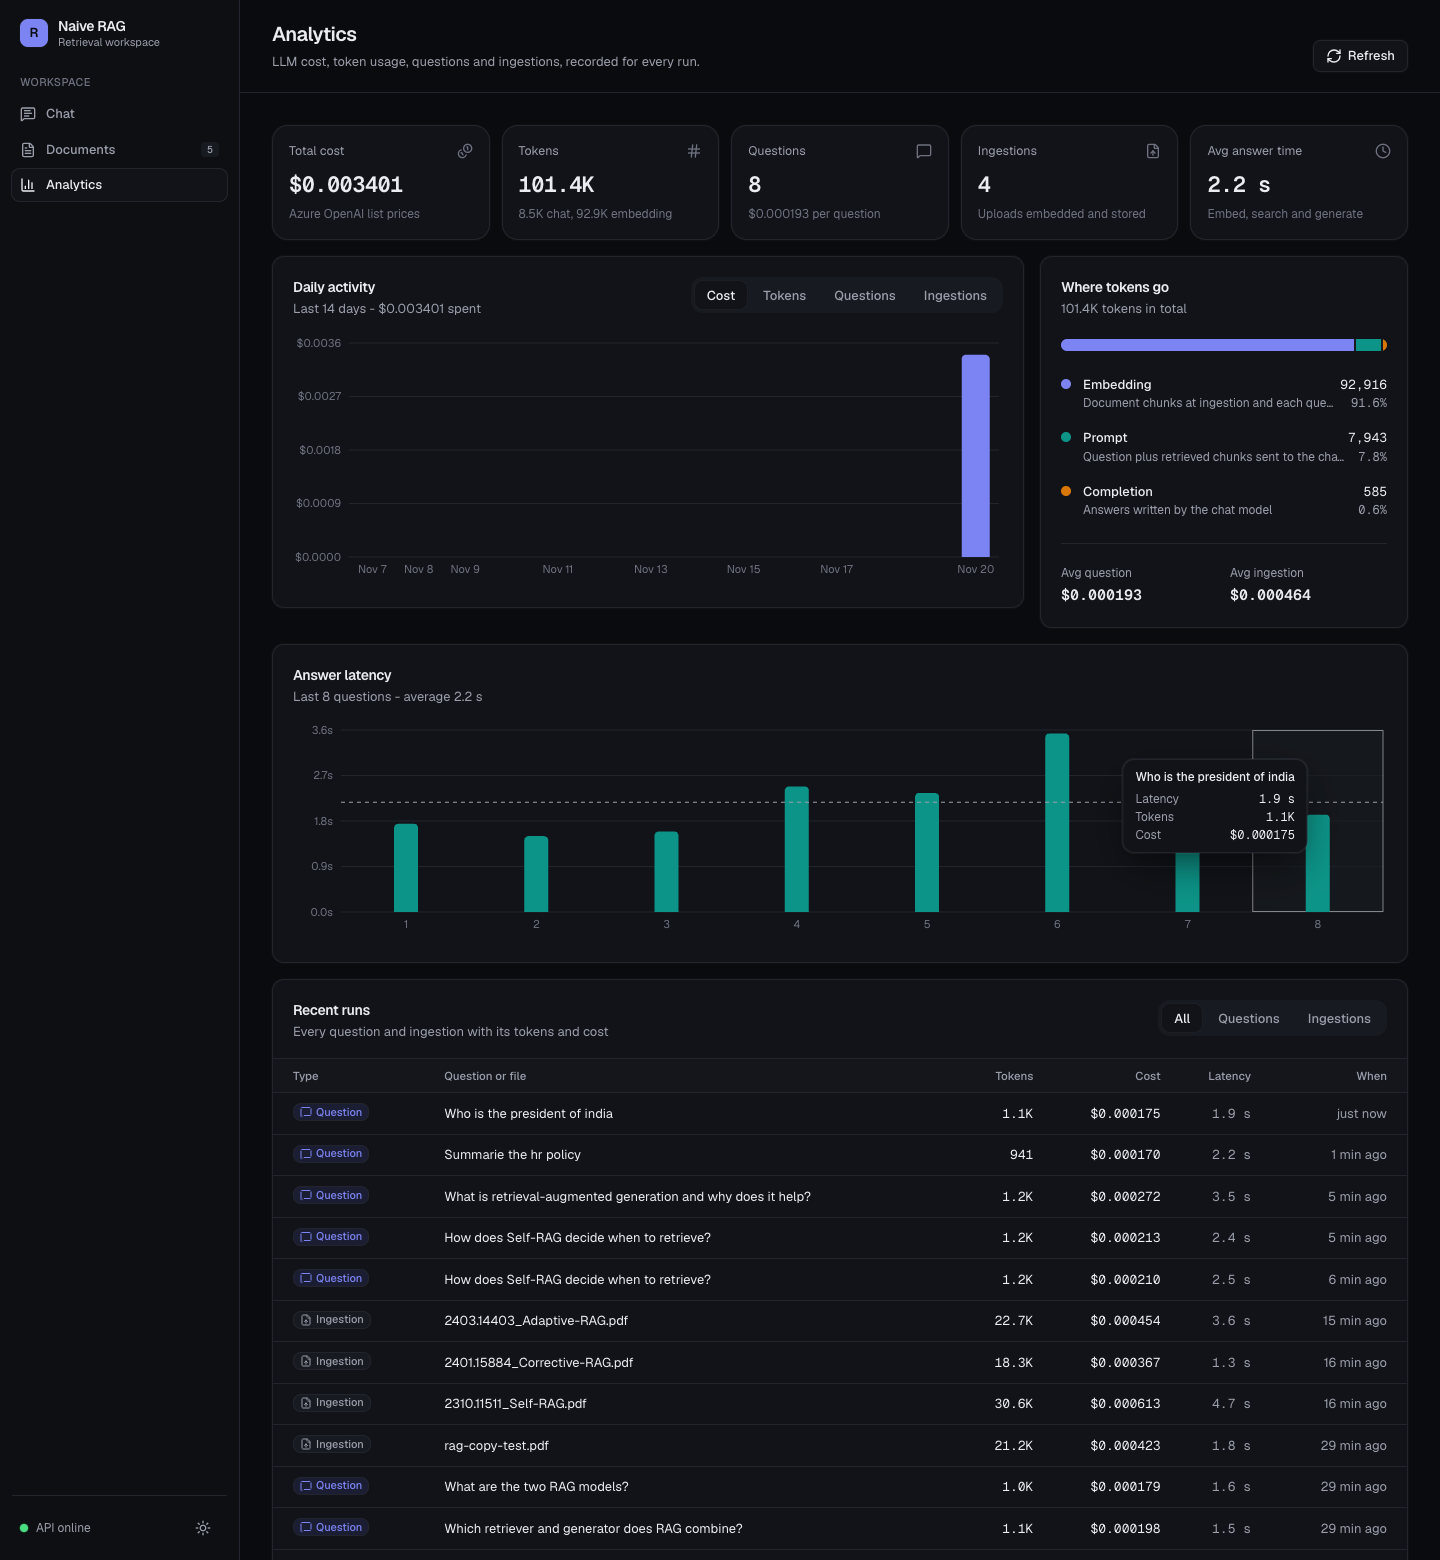 R
Naive RAG
Retrieval workspace
WORKSPACE
Chat
Documents 5
Analytics
API online
Analytics
LLM cost, token usage, questions and ingestions, recorded for every run.
Refresh
Total cost
$0.003401
Azure OpenAI list prices
Tokens
101.4K
8.5K chat, 92.9K embedding
Questions
8
$0.000193 per question
Ingestions
4
Uploads embedded and stored
Avg answer time
2.2 s
Embed, search and generate
Daily activity
Last 14 days - $0.003401 spent
Cost Tokens Questions Ingestions
$0.0036
$0.0027
$0.0018
$0.0009
$0.0000
Nov 7 Nov 8 Nov 9 Nov 11 Nov 13 Nov 15 Nov 17 Nov 20
Where tokens go
101.4K tokens in total
Embedding 92,916
Document chunks at ingestion and each que... 91.6%
Prompt 7,943
Question plus retrieved chunks sent to the cha... 7.8%
Completion 585
Answers written by the chat model 0.6%
Avg question Avg ingestion
$0.000193 $0.000464
Answer latency
Last 8 questions - average 2.2 s
3.6s
2.7s
1.8s
0.9s
0.0s
1 2 3 4 5 6 7 8
Who is the president of india
Latency 1.9 s
Tokens 1.1K
Cost $0.000175
Recent runs
Every question and ingestion with its tokens and cost
All Questions Ingestions
Type Question or file Tokens Cost Latency When
Question Who is the president of india 1.1K $0.000175 1.9 s just now
Question Summarie the hr policy 941 $0.000170 2.2 s 1 min ago
Question What is retrieval-augmented generation and why does it help? 1.2K $0.000272 3.5 s 5 min ago
Question How does Self-RAG decide when to retrieve? 1.2K $0.000213 2.4 s 5 min ago
Question How does Self-RAG decide when to retrieve? 1.2K $0.000210 2.5 s 6 min ago
Ingestion 2403.14403_Adaptive-RAG.pdf 22.7K $0.000454 3.6 s 15 min ago
Ingestion 2401.15884_Corrective-RAG.pdf 18.3K $0.000367 1.3 s 16 min ago
Ingestion 2310.11511_Self-RAG.pdf 30.6K $0.000613 4.7 s 16 min ago
Ingestion rag-copy-test.pdf 21.2K $0.000423 1.8 s 29 min ago
Question What are the two RAG models? 1.0K $0.000179 1.6 s 29 min ago
Question Which retriever and generator does RAG combine? 1.1K $0.000198 1.5 s 29 min ago